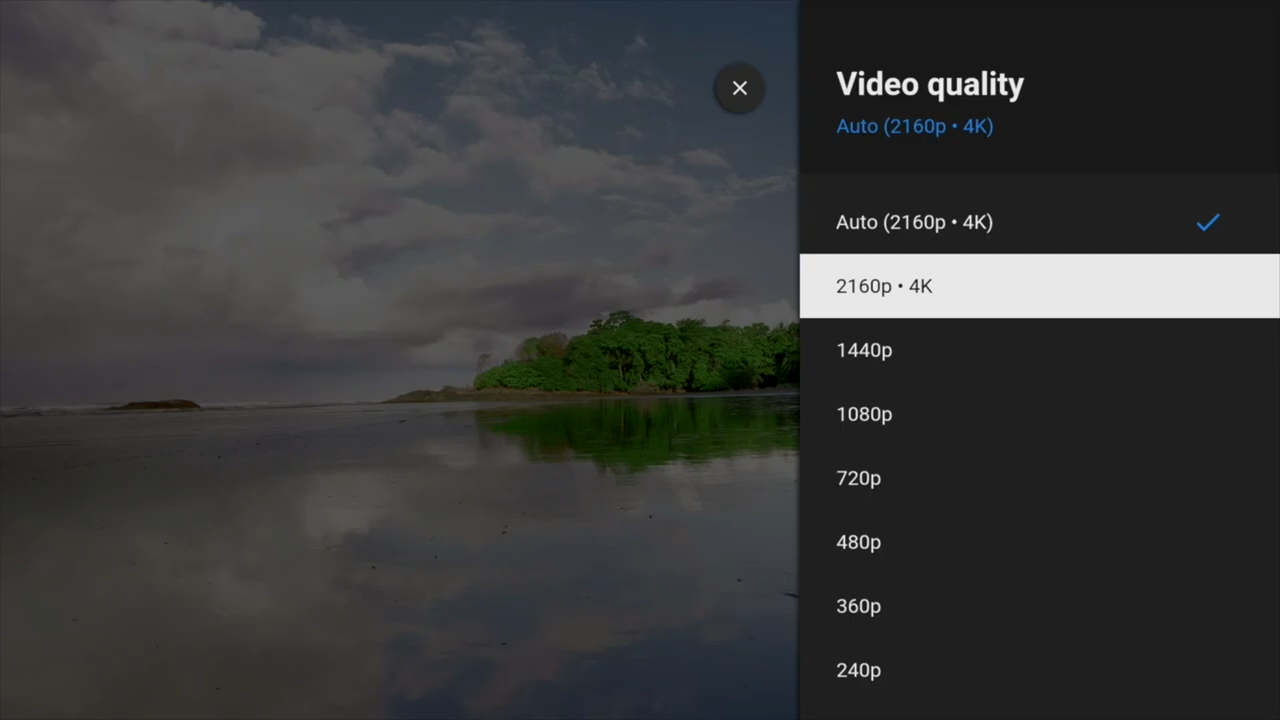 Video quality
Auto (2160p • 4K)
Auto (2160p • 4K)
2160p • 4K
1440p
1080p
720p
480p
360p
240p